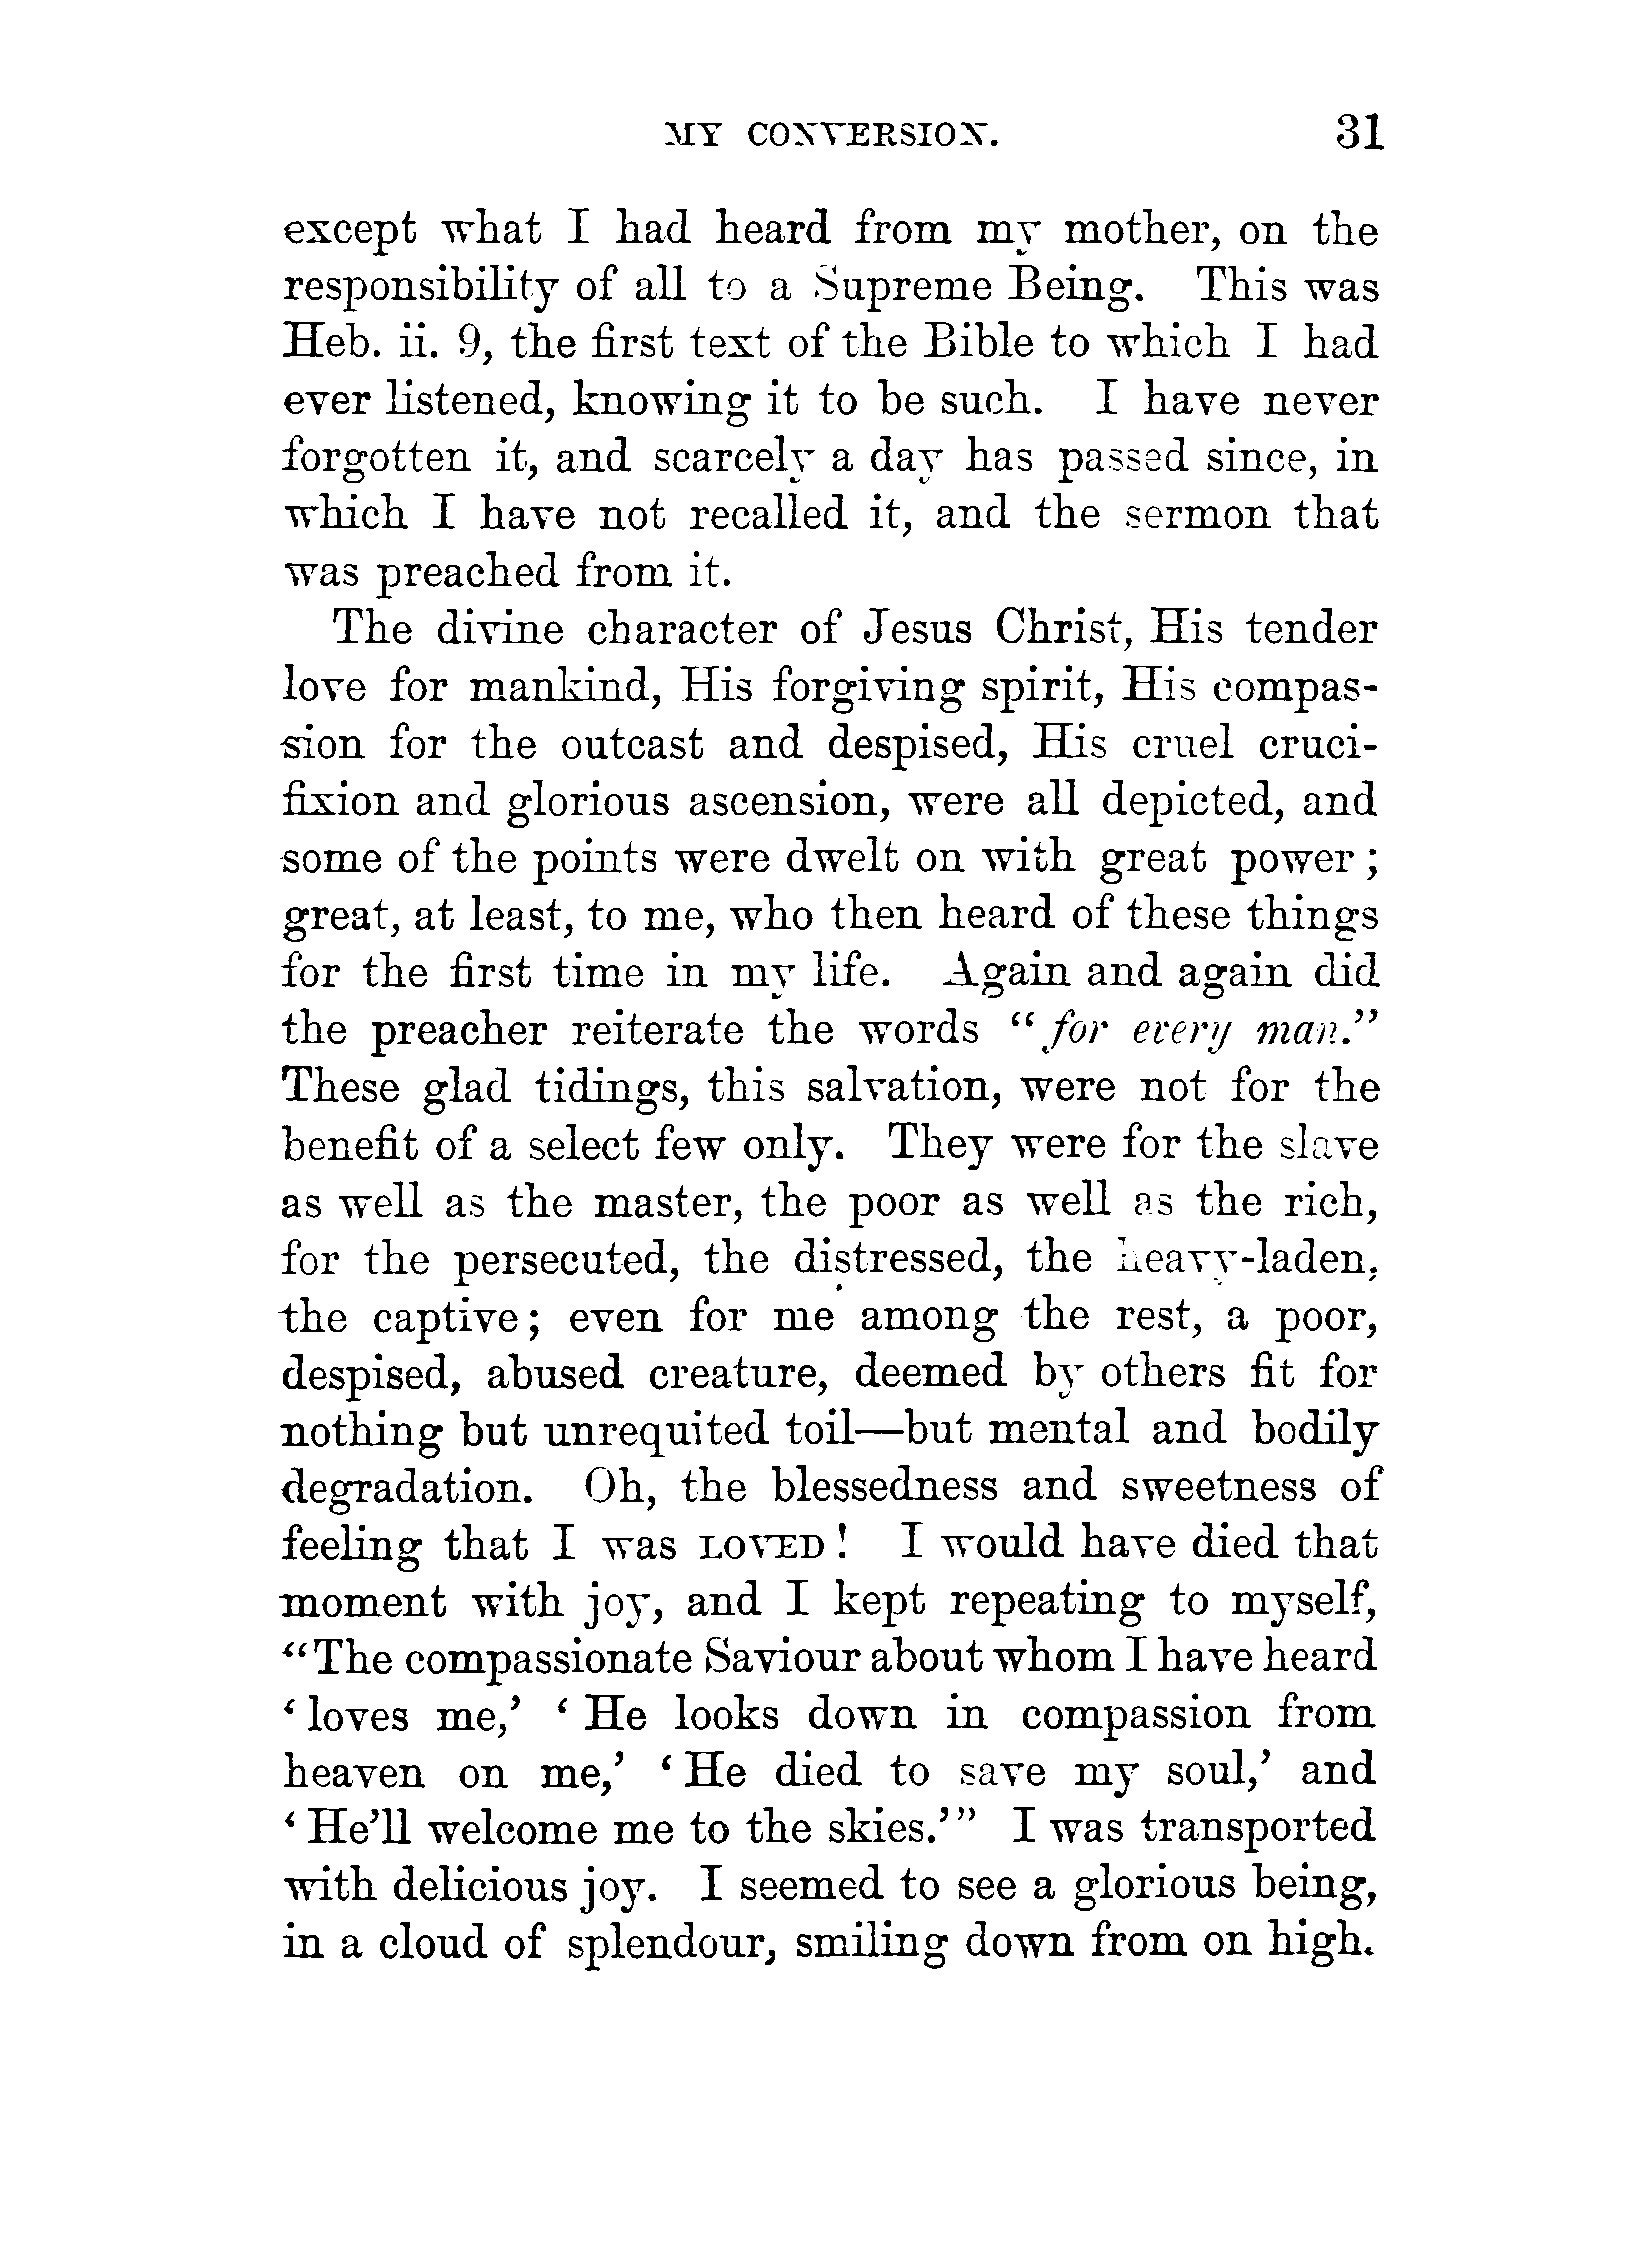 MY CONVERSION. 31
except what I had heard from my mother, on the
responsibility of all to a Supreme Being. This was
Heb. ii. 9, the first text of the Bible to which I had
ever listened, knowing it to be such. I have never
forgotten it, and scarcely a day has passed since, in
which I have not recalled it, and the sermon that
was preached from it.
The divine character of Jesus Christ, His tender
love for mankind, His forgiving spirit, His compas-
sion for the outcast and despised, His cruel cruci-
fixion and glorious ascension, were all depicted, and
some of the points were dwelt on with great power;
great, at least, to me, who then heard of these things
for the first time in my life. Again and again did
the preacher reiterate the words "for every man."
These glad tidings, this salvation, were not for the
benefit of a select few only. They were for the slave
as well as the master, the poor as well as the rich,
for the persecuted, the distressed, the heavy-laden,
the captive; even for me among the rest, a poor,
despised, abused creature, deemed by others fit for
nothing but unrequited toil—but mental and bodily
degradation. Oh, the blessedness and sweetness of
feeling that I was LOVED! I would have died that
moment with joy, and I kept repeating to myself,
"The compassionate Saviour about whom I have heard
'loves me,' 'He looks down in compassion from
heaven on me,' 'He died to save my soul,' and
'He'll welcome me to the skies.'" I was transported
with delicious joy. I seemed to see a glorious being,
in a cloud of splendour, smiling down from on high.